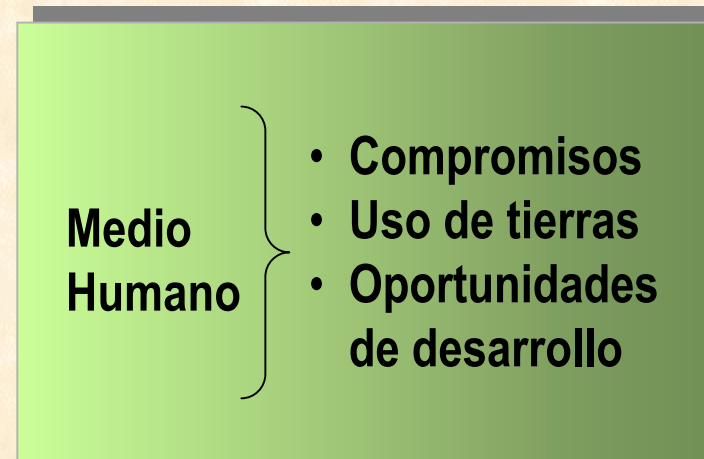 Medio
Humano
• Compromisos
• Uso de tierras
• Oportunidades
de desarrollo